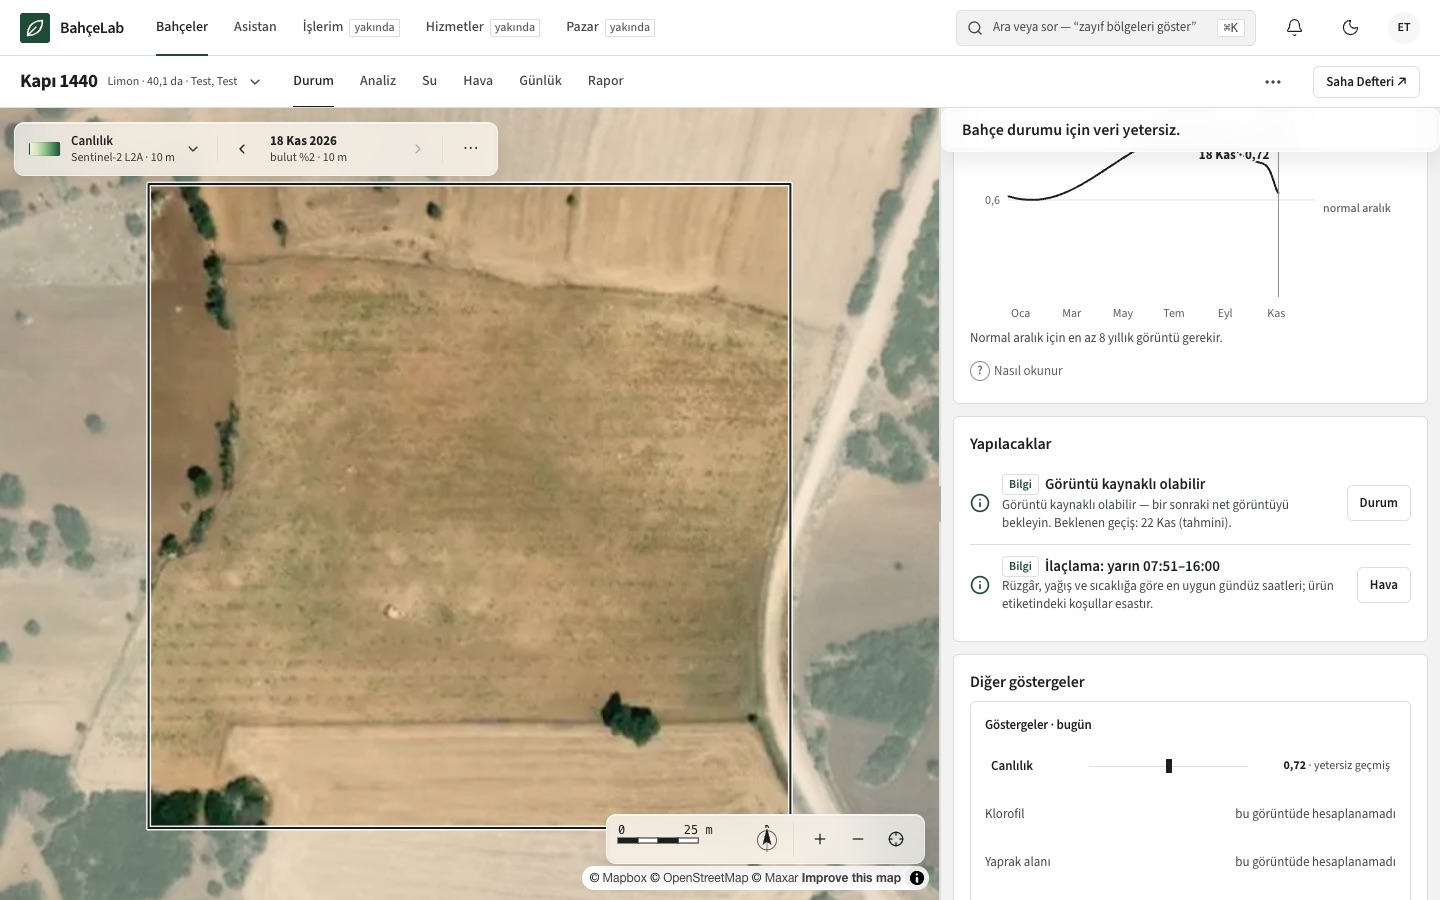 BahçeLab
Bahçeler
Asistan
İşlerim yakında
Hizmetler yakında
Pazar yakında
Ara veya sor — “zayıf bölgeleri göster” ⌘K
ET
Kapı 1440
Limon · 40,1 da · Test, Test
Durum
Analiz
Su
Hava
Günlük
Rapor
Saha Defteri ↗
Canlılık
Sentinel-2 L2A · 10 m
18 Kas 2026
bulut %2 · 10 m
0 25 m
© Mapbox © OpenStreetMap © Maxar Improve this map
Bahçe durumu için veri yetersiz.
18 Kas · 0,72
0,6
normal aralık
Oca Mar May Tem Eyl Kas
Normal aralık için en az 8 yıllık görüntü gerekir.
? Nasıl okunur
Yapılacaklar
Bilgi Görüntü kaynaklı olabilir
Görüntü kaynaklı olabilir — bir sonraki net görüntüyü
bekleyin. Beklenen geçiş: 22 Kas (tahmini).
Durum
Bilgi İlaçlama: yarın 07:51–16:00
Rüzgâr, yağış ve sıcaklığa göre en uygun gündüz saatleri; ürün
etiketindeki koşullar esastır.
Hava
Diğer göstergeler
Göstergeler · bugün
Canlılık 0,72 · yetersiz geçmiş
Klorofil bu görüntüde hesaplanamadı
Yaprak alanı bu görüntüde hesaplanamadı